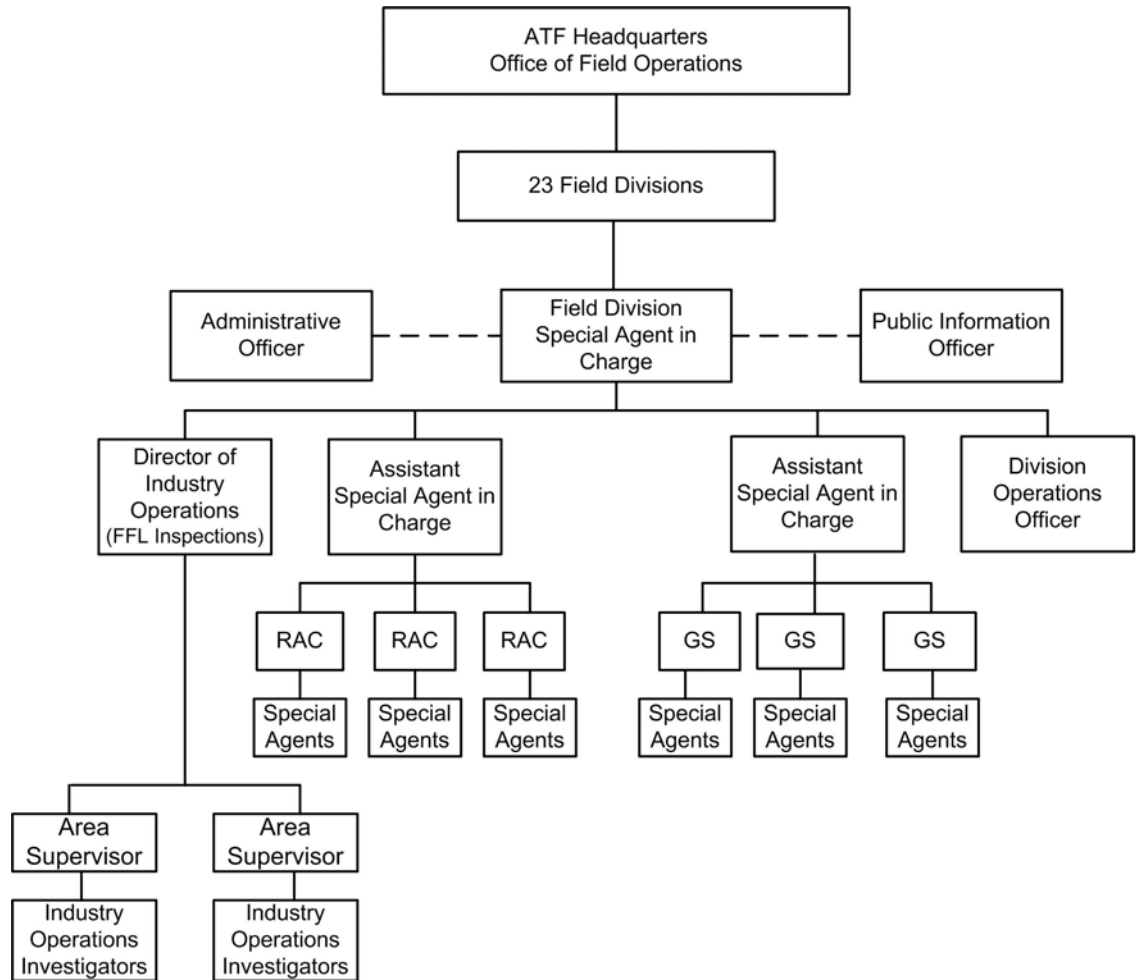 ATF Headquarters
Office of Field Operations
23 Field Divisions
Administrative
Officer
Field Division
Special Agent in
Charge
Public Information
Officer
Director of
Industry
Operations
(FFL Inspections)
Assistant
Special Agent in
Charge
Assistant
Special Agent in
Charge
Division
Operations
Officer
RAC
RAC
RAC
GS
GS
GS
Special
Agents
Special
Agents
Special
Agents
Special
Agents
Special
Agents
Special
Agents
Area
Supervisor
Area
Supervisor
Industry
Operations
Investigators
Industry
Operations
Investigators